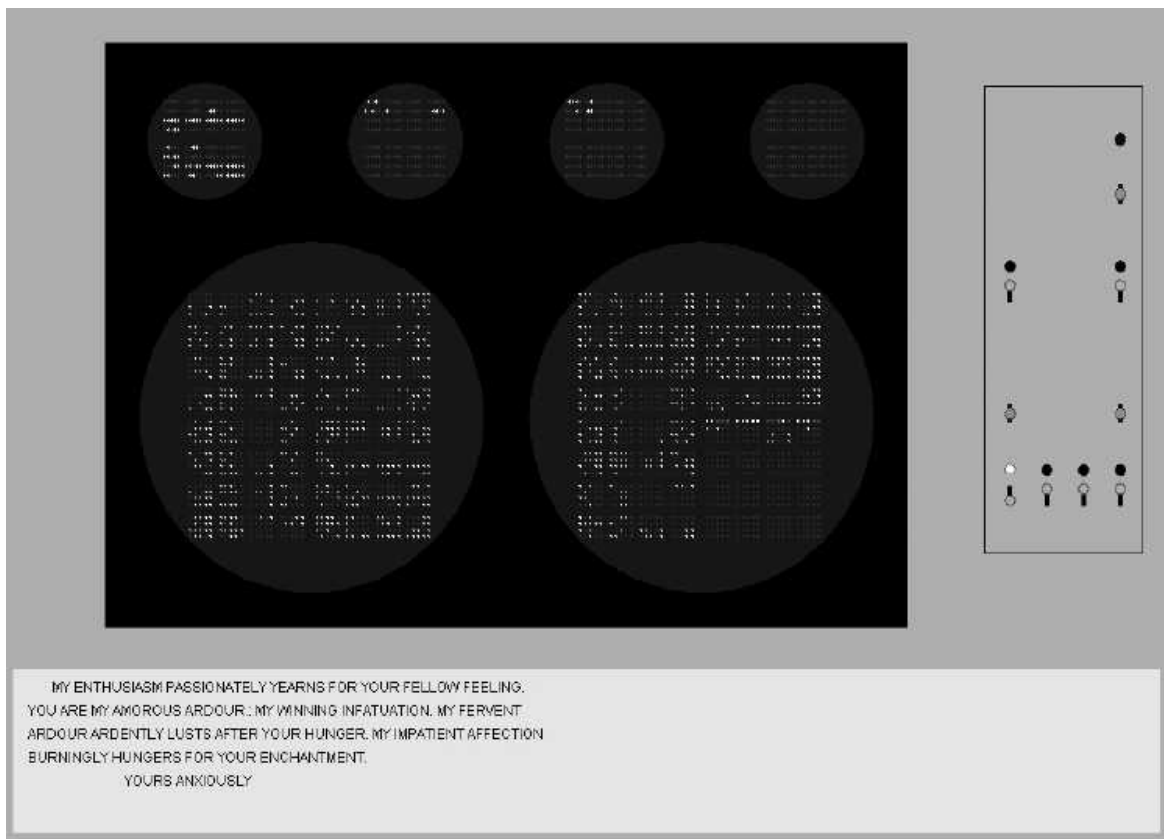 MY ENTHUSIASM PASSIONATELY YEARNS FOR YOUR FELLOW FEELING.
YOU ARE MY AMOROUS ARDOUR.: MY WINNING INFATUATION. MY FERVENT
ARDOUR ARDENTLY LUSTS AFTER YOUR HUNGER. MY IMPATIENT AFFECTION
BURNINGLY HUNGERS FOR YOUR ENCHANTMENT.
YOURS ANXIOUSLY